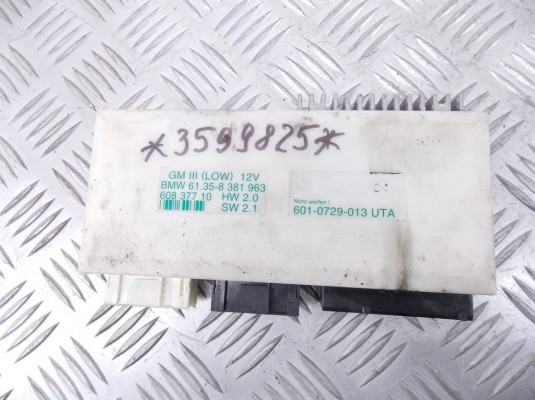 *3599825*
GM III (LOW) 12V
BMW 61.35-8 381 963
608 377 10 HW 2.0
SW 2.1
Nicht werfen !
601-0729-013 UTA